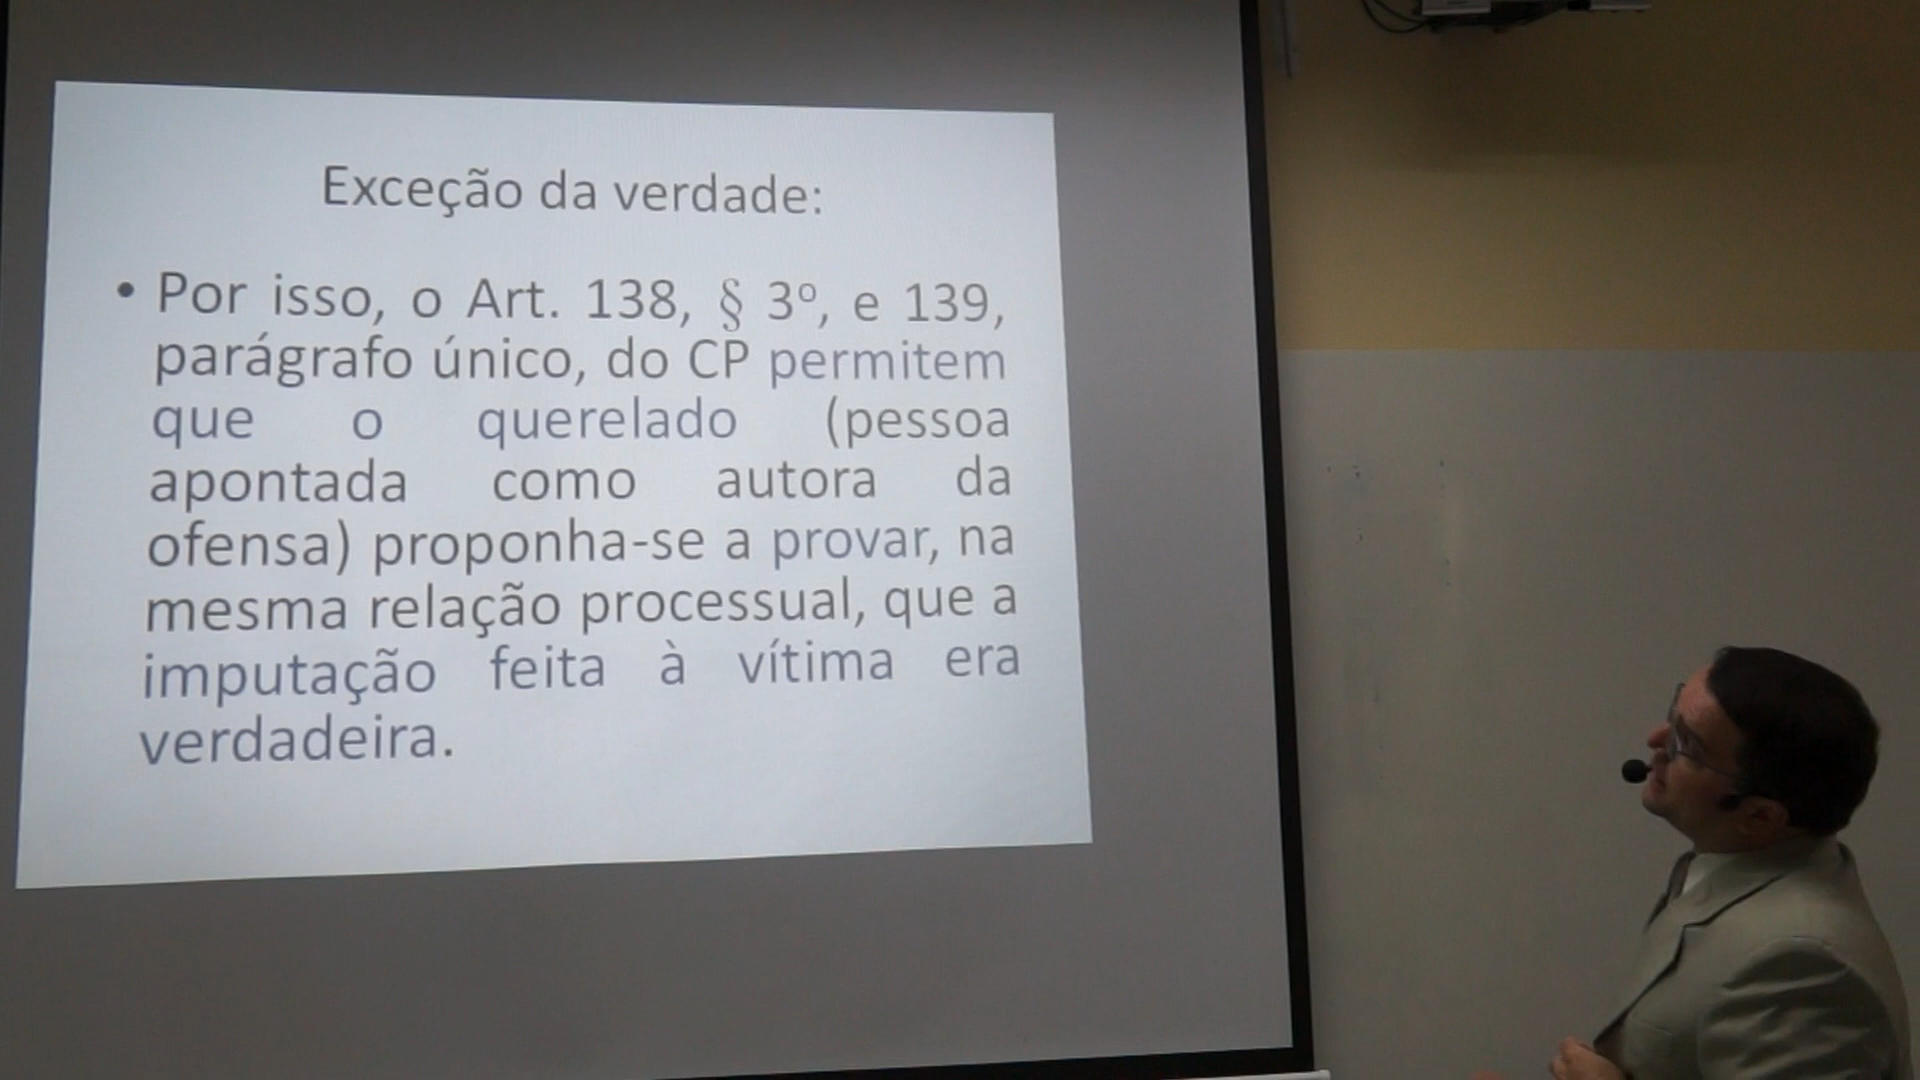 Exceção da verdade:
• Por isso, o Art. 138, § 3º, e 139,
parágrafo único, do CP permitem
que o querelado (pessoa
apontada como autora da
ofensa) proponha-se a provar, na
mesma relação processual, que a
imputação feita à vítima era
verdadeira.